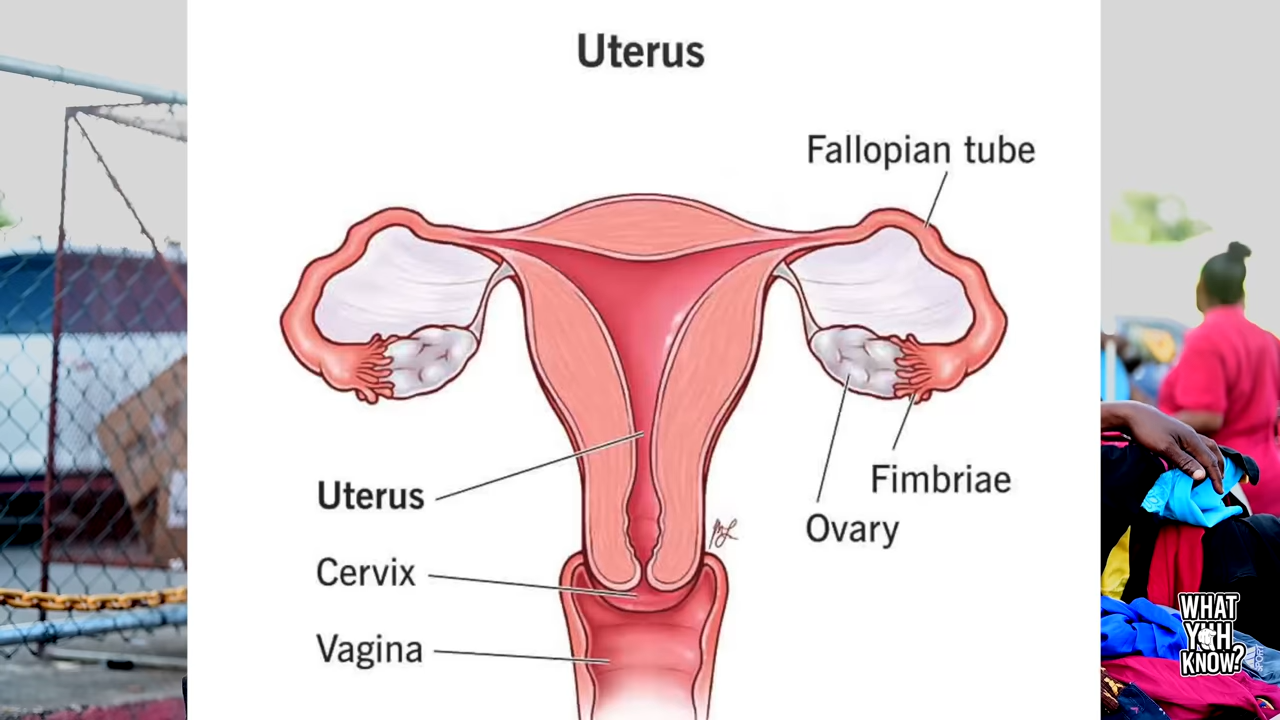 Uterus
Fallopian tube
Fimbriae
Uterus
Ovary
Cervix
Vagina
WHAT
YUH
KNOW?